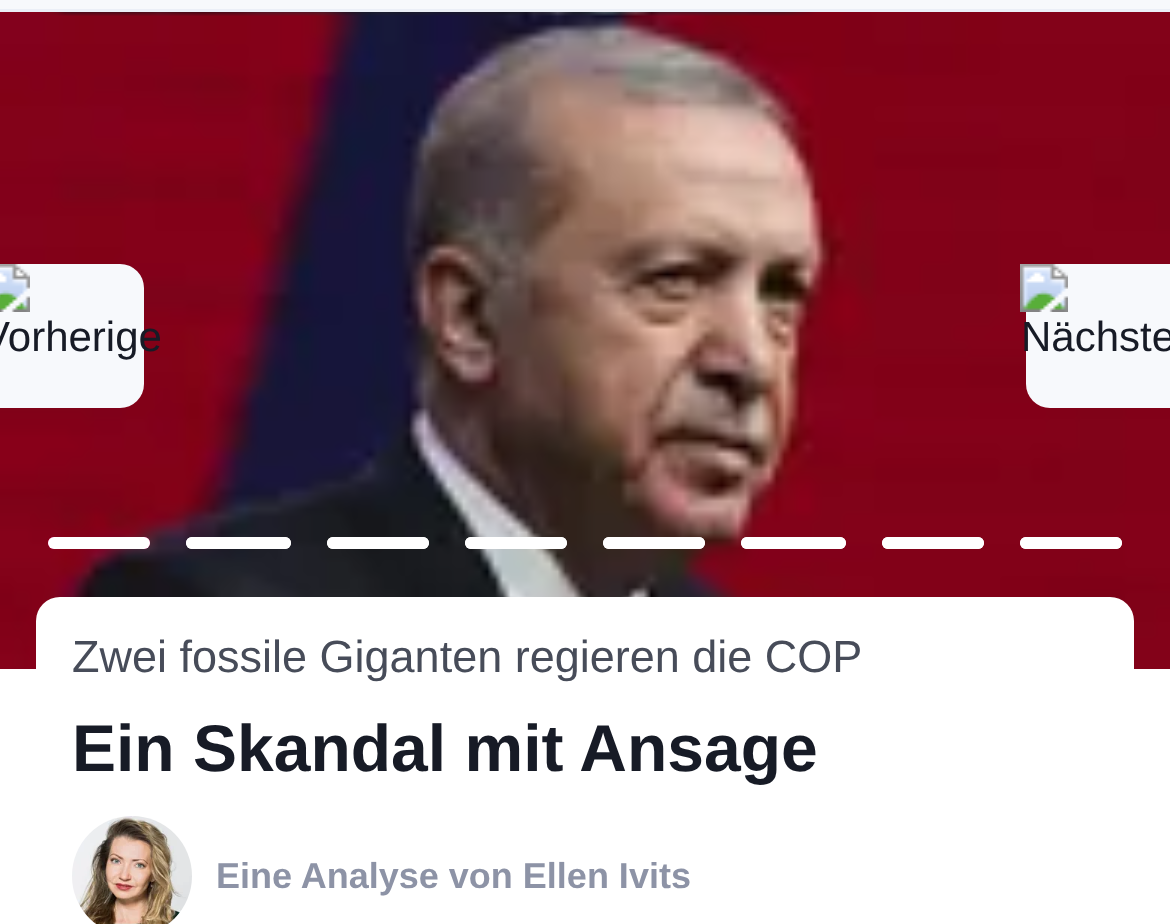 Vorherige
Nächste
Zwei fossile Giganten regieren die COP
Ein Skandal mit Ansage
Eine Analyse von Ellen Ivits